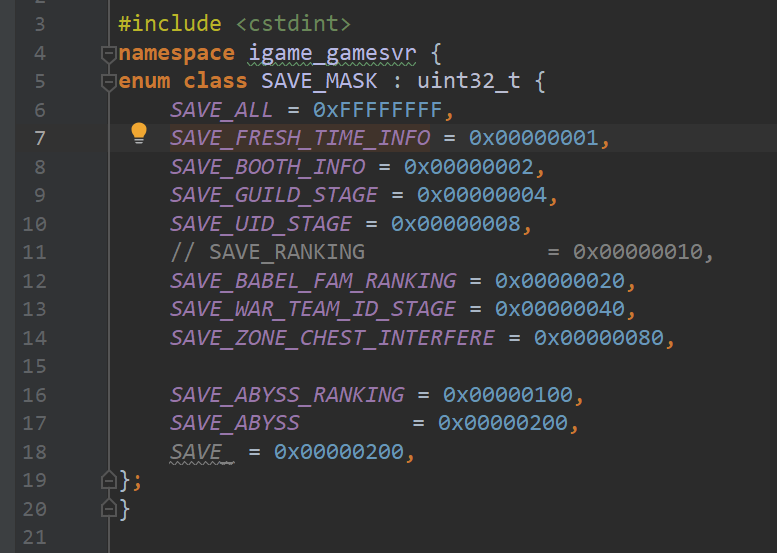 3 #include <cstdint>
4 namespace igame_gamesvr {
5 enum class SAVE_MASK : uint32_t {
6 SAVE_ALL = 0xFFFFFFFF,
7 SAVE_FRESH_TIME_INFO = 0x00000001,
8 SAVE_BOOTH_INFO = 0x00000002,
9 SAVE_GUILD_STAGE = 0x00000004,
10 SAVE_UID_STAGE = 0x00000008,
11 // SAVE_RANKING = 0x00000010,
12 SAVE_BABEL_FAM_RANKING = 0x00000020,
13 SAVE_WAR_TEAM_ID_STAGE = 0x00000040,
14 SAVE_ZONE_CHEST_INTERFERE = 0x00000080,
15
16 SAVE_ABYSS_RANKING = 0x00000100,
17 SAVE_ABYSS = 0x00000200,
18 SAVE_ = 0x00000200,
19 };
20 }
21